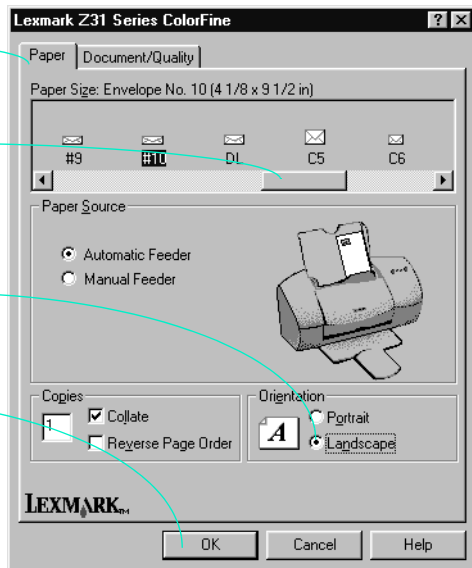 Lexmark Z31 Series ColorFine
Paper Document/Quality
Paper Size: Envelope No. 10 (4 1/8 x 9 1/2 in)
#9 #10 DL C5 C6
Paper Source
Automatic Feeder
Manual Feeder
Copies
1
Collate
Reverse Page Order
Orientation
A
Portrait
Landscape
LEXMARK™
OK Cancel Help